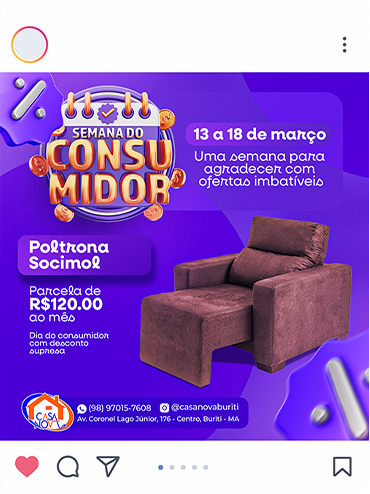 SEMANA DO
CONSU
MIDOR
13 a 18 de março
Uma semana para
agradecer com
ofertas imbatíveis
Poltrona
Socimol
Parcela de
R$120.00
ao mês
Dia do consumidor
com desconto
supresa
CASA
NOVA
(98) 97015-7608 @casanovaburiti
Av. Coronel Lago Júnior, 176 - Centro, Buriti - MA